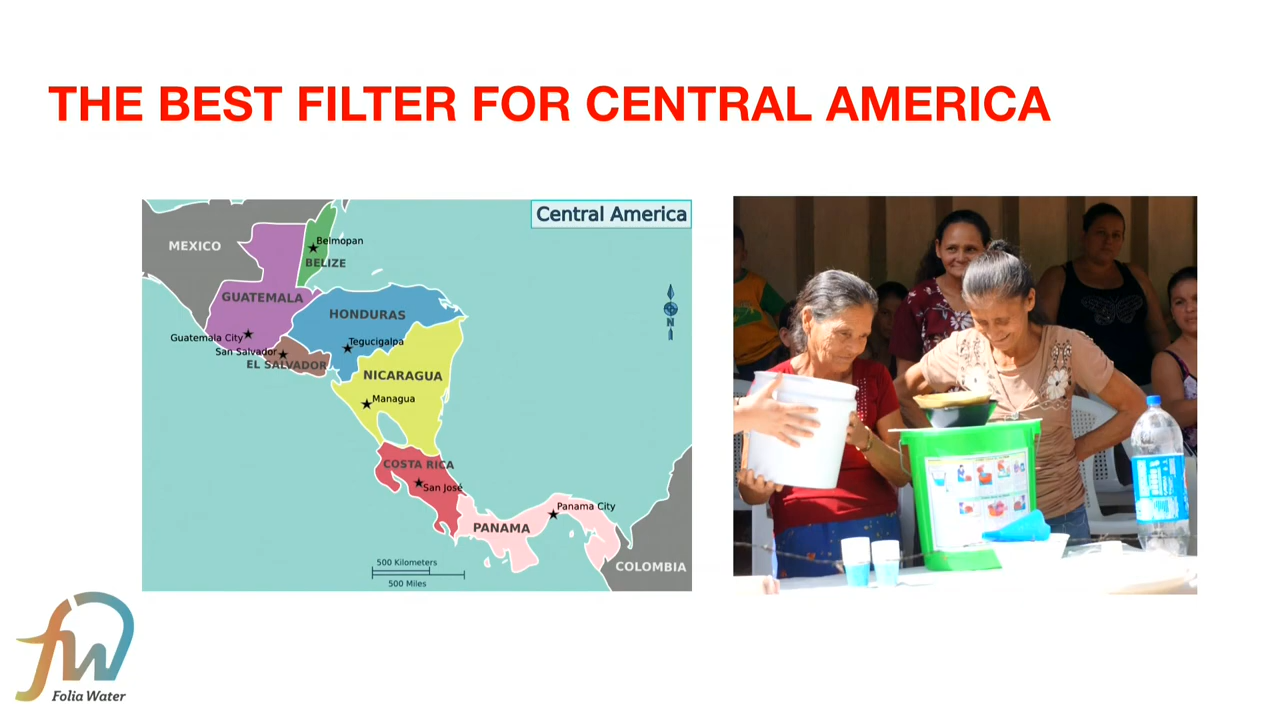 THE BEST FILTER FOR CENTRAL AMERICA
Central America
MEXICO
Belmopan
BELIZE
GUATEMALA
HONDURAS
Guatemala City
Tegucigalpa
San Salvador
EL SALVADOR
NICARAGUA
Managua
N
COSTA RICA
San José
Panama City
PANAMA
COLOMBIA
500 Kilometers
500 Miles
fw
Folia Water